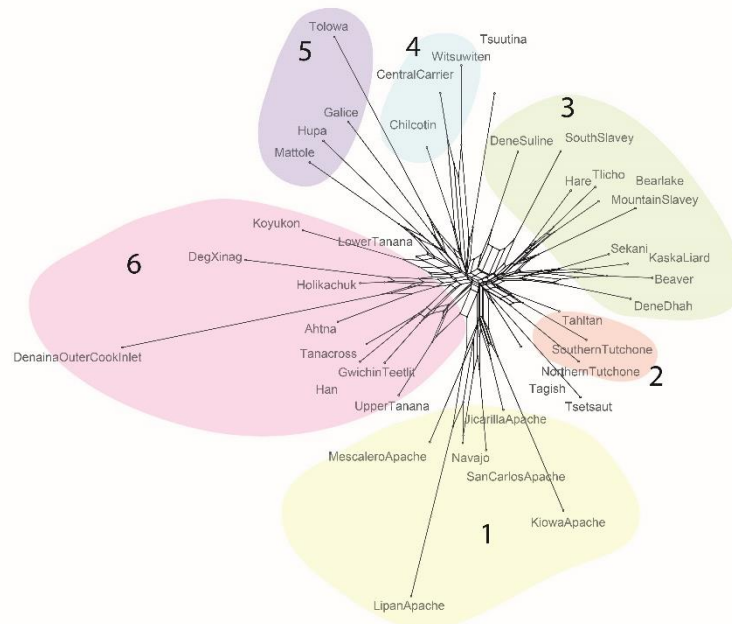 5
4
Tolowa
Tsuutina
Witsuwiten
CentralCarrier
3
Galice
Chilcotin
DeneSuline
SouthSlavey
Hupa
Mattole
Hare
Tlicho
Bearlake
MountainSlavey
Koyukon
LowerTanana
6
DegXinag
Sekani
KaskaLiard
Holikachuk
Beaver
DeneDhah
Ahtna
Tahltan
DenainaOuterCookInlet
Tanacross
SouthernTutchone
GwichinTeetlit
NorthernTutchone
2
Han
Tagish
UpperTanana
Tsetsaut
JicarillaApache
MescaleroApache
Navajo
SanCarlosApache
KiowaApache
1
LipanApache